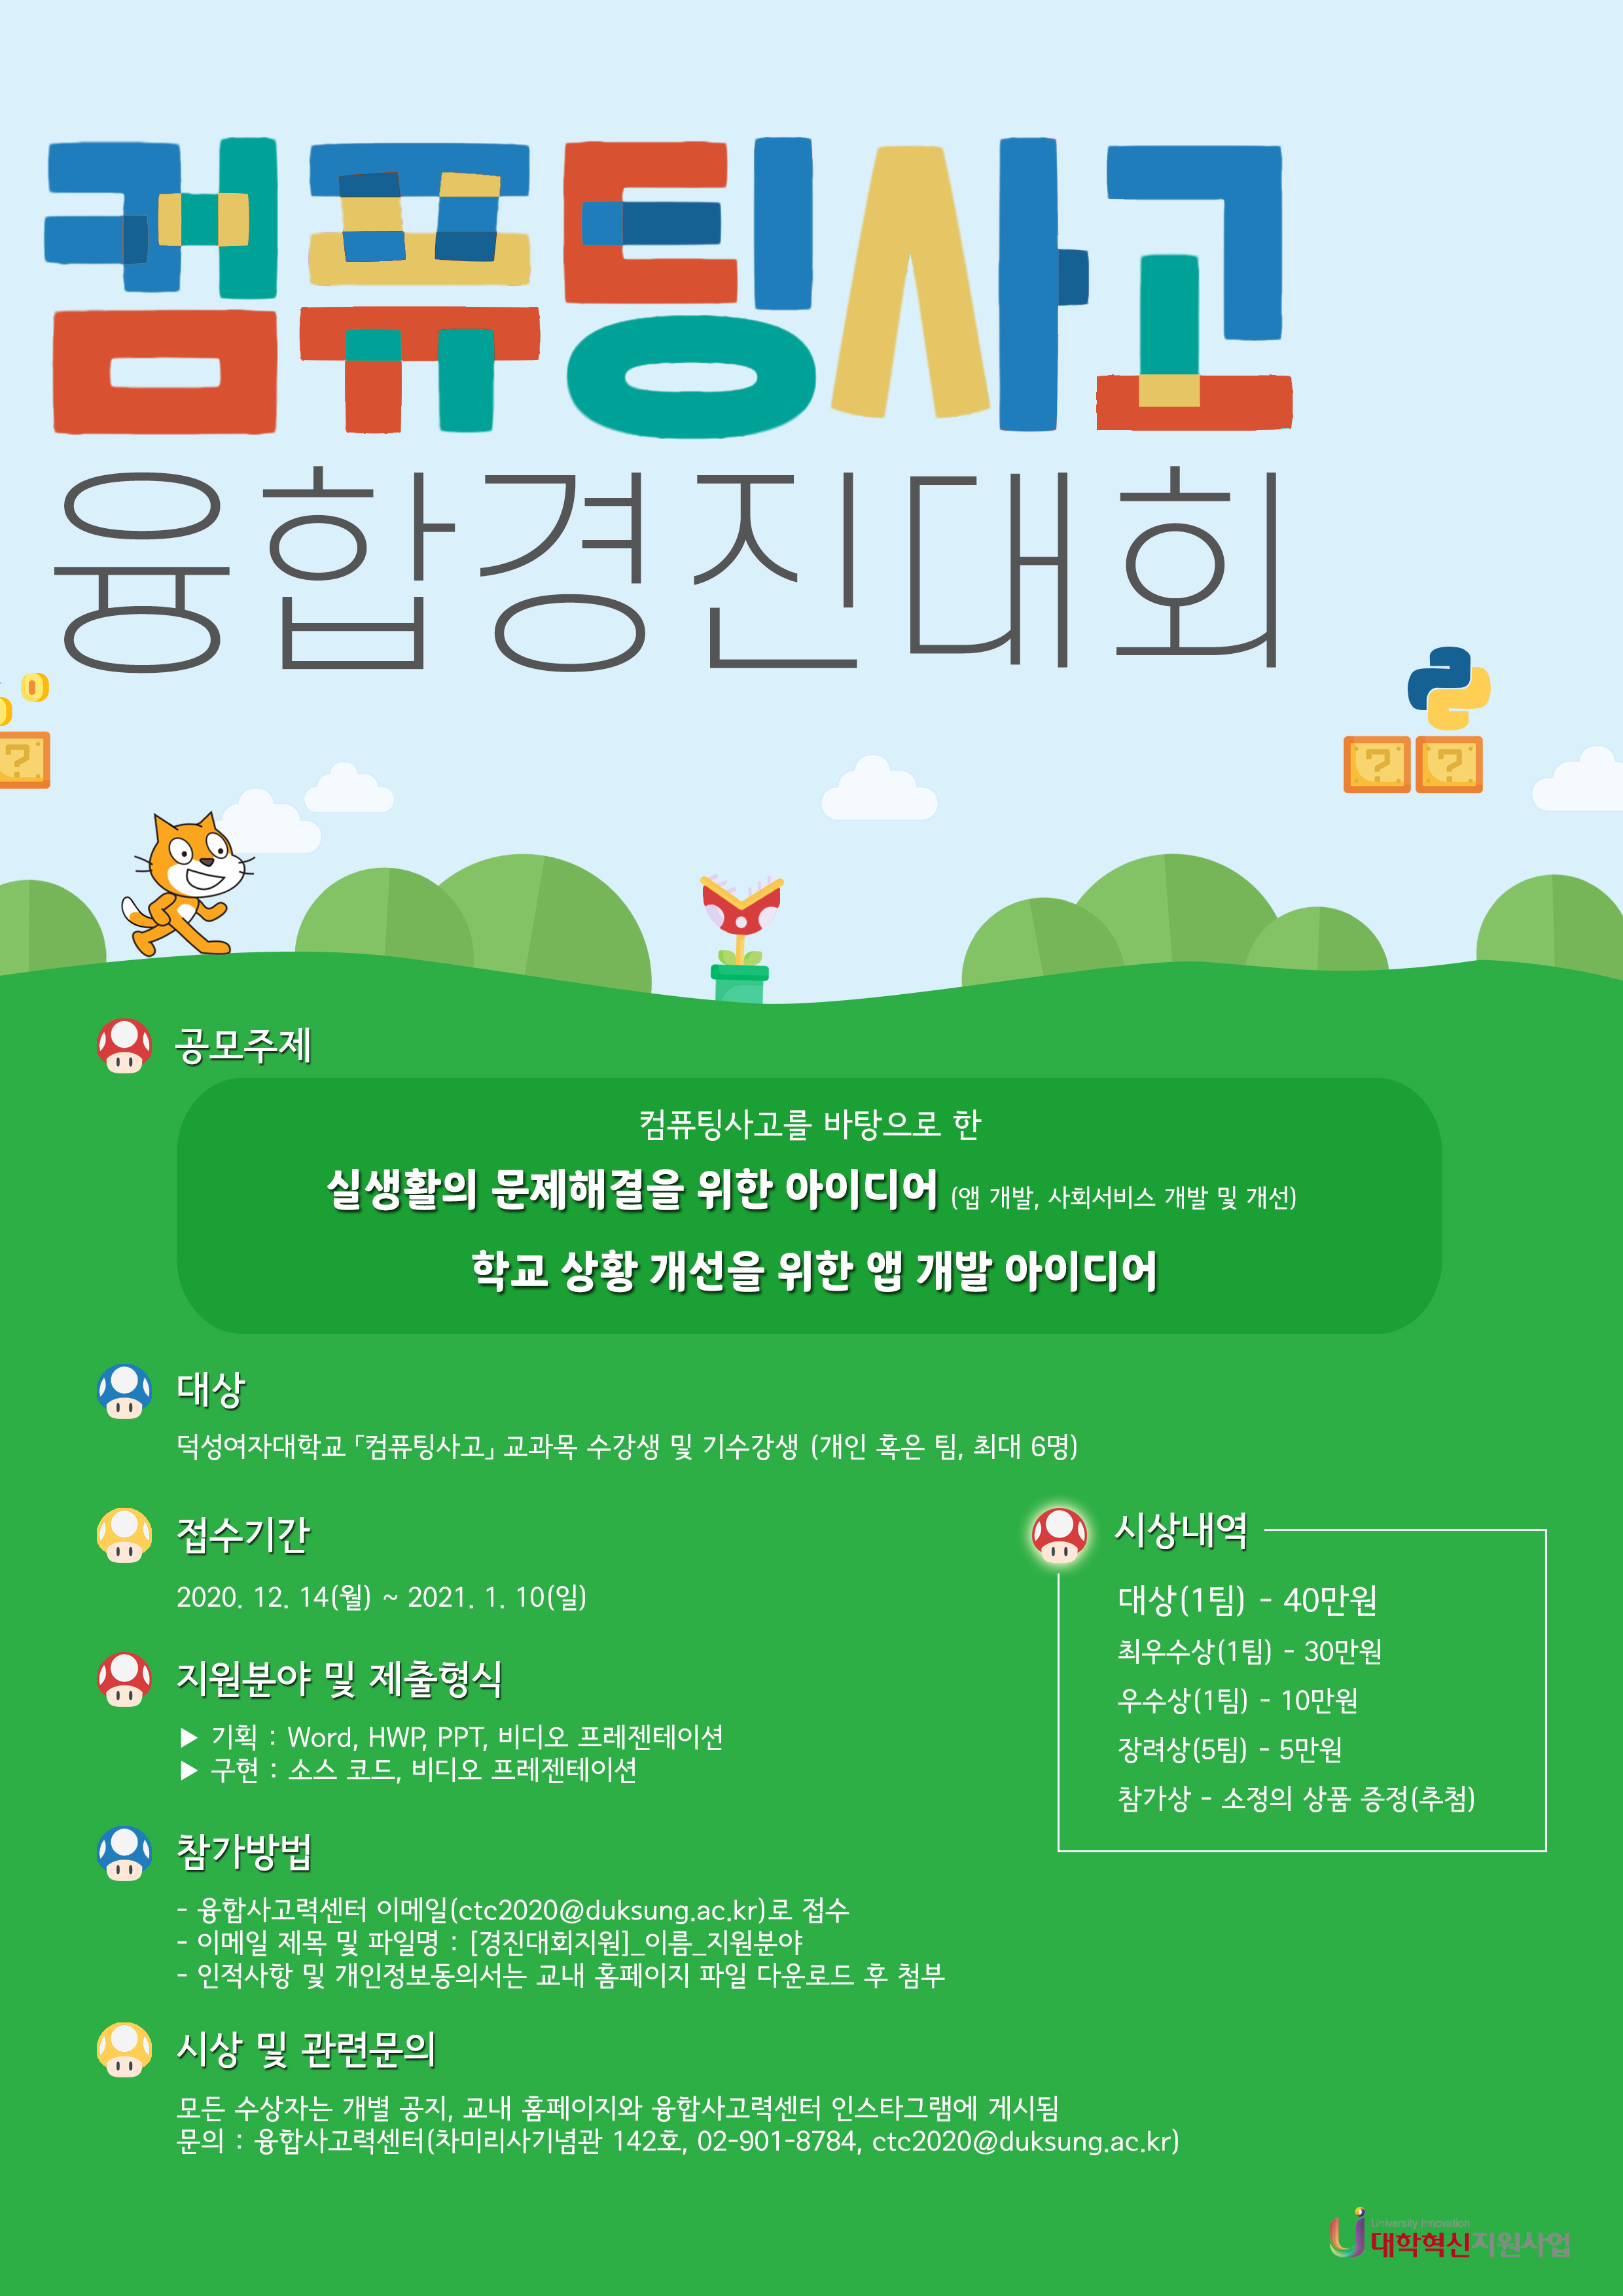 컴퓨팅사고
융합경진대회
공모주제
컴퓨팅사고를 바탕으로 한
실생활의 문제해결을 위한 아이디어 (앱 개발, 사회서비스 개발 및 개선)
학교 상황 개선을 위한 앱 개발 아이디어
대상
덕성여자대학교 「컴퓨팅사고」 교과목 수강생 및 기수강생 (개인 혹은 팀, 최대 6명)
접수기간
2020. 12. 14(월) ~ 2021. 1. 10(일)
지원분야 및 제출형식
▶ 기획 : Word, HWP, PPT, 비디오 프레젠테이션
▶ 구현 : 소스 코드, 비디오 프레젠테이션
시상내역
대상(1팀) - 40만원
최우수상(1팀) - 30만원
우수상(1팀) - 10만원
장려상(5팀) - 5만원
참가상 - 소정의 상품 증정(추첨)
참가방법
- 융합사고력센터 이메일(ctc2020@duksung.ac.kr)로 접수
- 이메일 제목 및 파일명 : [경진대회지원]_이름_지원분야
- 인적사항 및 개인정보동의서는 교내 홈페이지 파일 다운로드 후 첨부
시상 및 관련문의
모든 수상자는 개별 공지, 교내 홈페이지와 융합사고력센터 인스타그램에 게시됨
문의 : 융합사고력센터(차미리사기념관 142호, 02-901-8784, ctc2020@duksung.ac.kr)
University Innovation
대학혁신지원사업